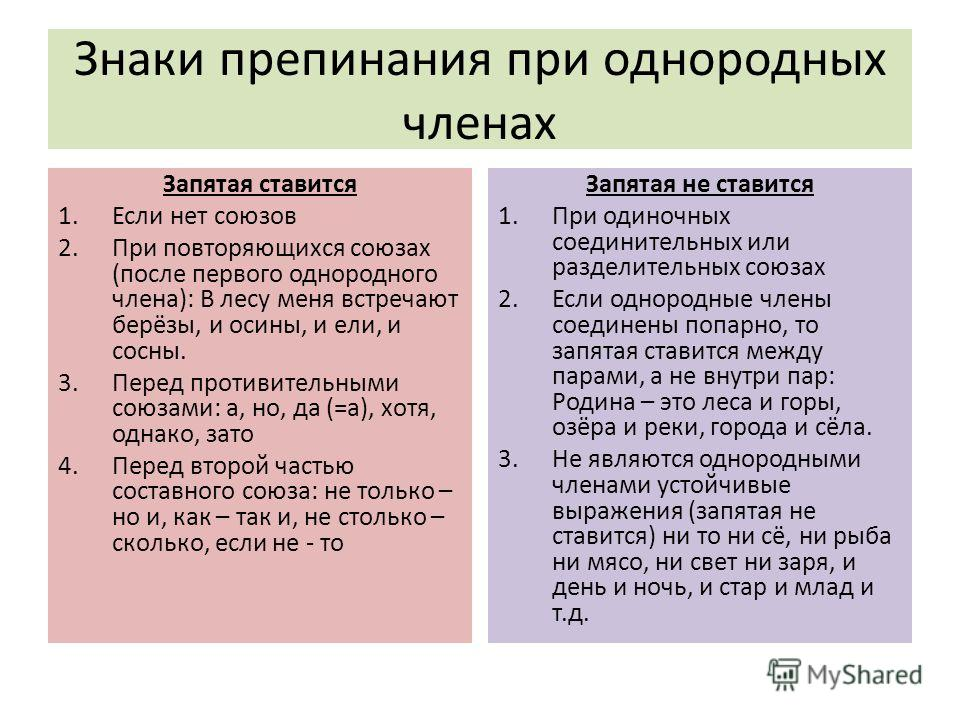 Знаки препинания при однородных
членах
Запятая ставится
1. Если нет союзов
2. При повторяющихся союзах
(после первого однородного
члена): В лесу меня встречают
берёзы, и осины, и ели, и
сосны.
3. Перед противительными
союзами: а, но, да (=а), хотя,
однако, зато
4. Перед второй частью
составного союза: не только –
но и, как – так и, не столько –
сколько, если не - то
Запятая не ставится
1. При одиночных
соединительных или
разделительных союзах
2. Если однородные члены
соединены попарно, то
запятая ставится между
парами, а не внутри пар:
Родина – это леса и горы,
озёра и реки, города и сёла.
3. Не являются однородными
членами устойчивые
выражения (запятая не
ставится) ни то ни сё, ни рыба
ни мясо, ни свет ни заря, и
день и ночь, и стар и млад и
т.д.
MyShared